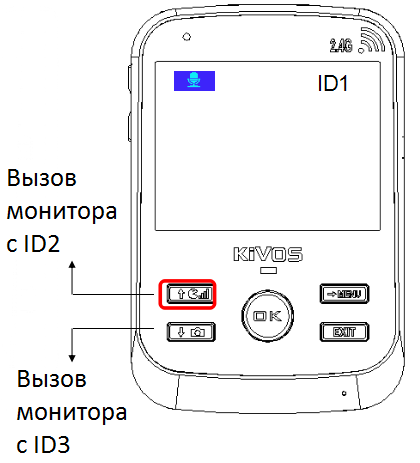 2.4G
ID1
Вызов
монитора
с ID2
KiVOS
MENU
OK
EXIT
Вызов
монитора
с ID3